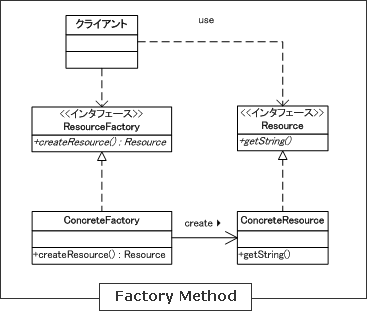 クライアント
use
<<インタフェース>>
ResourceFactory
+createResource() : Resource
<<インタフェース>>
Resource
+getString()
ConcreteFactory
+createResource() : Resource
create
ConcreteResource
+getString()
Factory Method